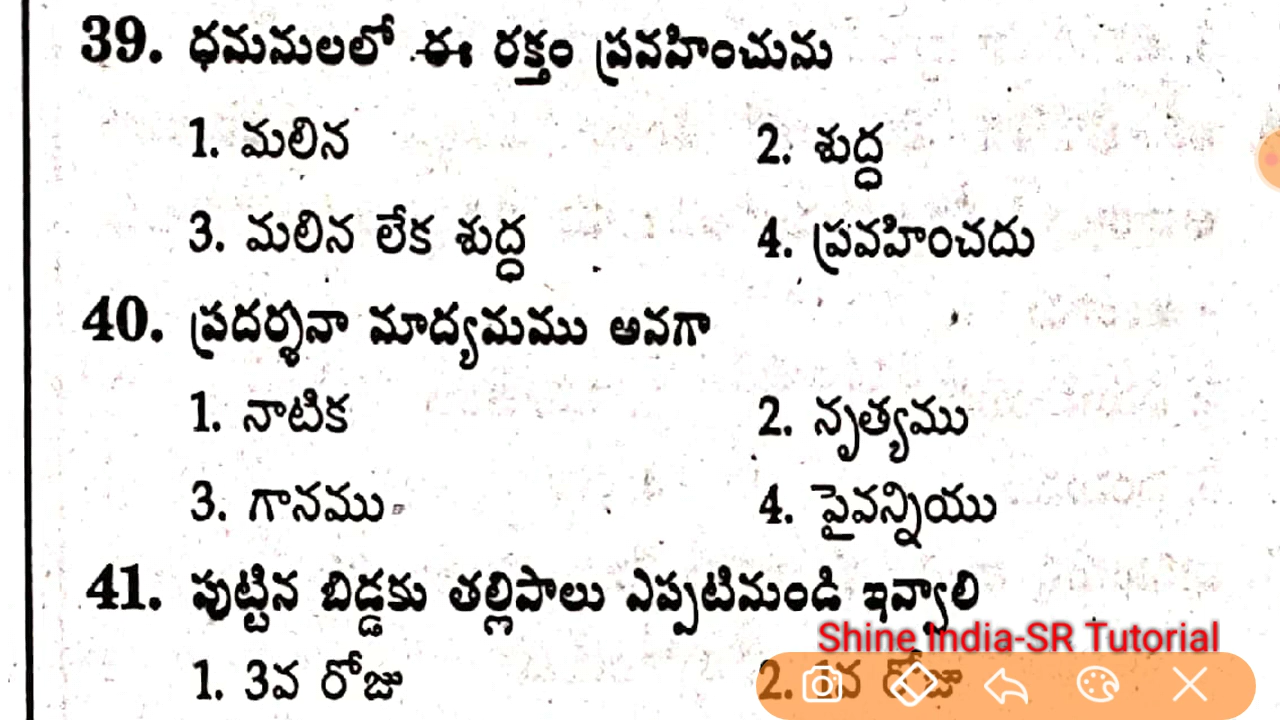 39. ధమనులలో ఈ రక్తం ప్రవహించును
1. మలిన 2. శుద్ధ
3. మలిన లేక శుద్ధ 4. ప్రవహించదు
40. ప్రదర్శనా మాద్యమము అనగా
1. నాటిక 2. నృత్యము
3. గానము 4. పైవన్నియు
41. పుట్టిన బిడ్డకు తల్లిపాలు ఎప్పటినుండి ఇవ్వాలి
Shine India-SR Tutorial
1. 3వ రోజు 2. వ రోజు